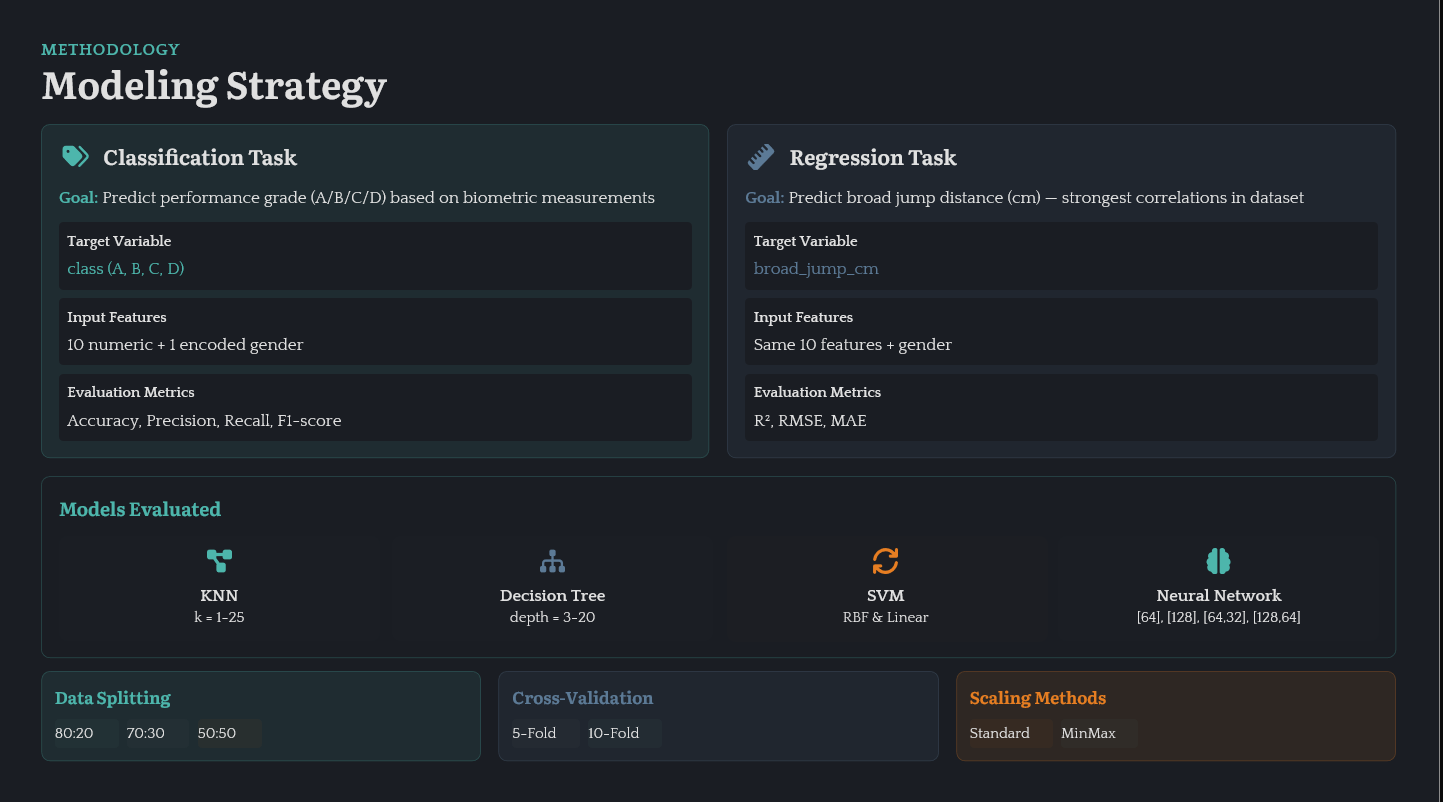 METHODOLOGY
Modeling Strategy
Classification Task
Goal: Predict performance grade (A/B/C/D) based on biometric measurements
Target Variable
class (A, B, C, D)
Input Features
10 numeric + 1 encoded gender
Evaluation Metrics
Accuracy, Precision, Recall, F1-score
Regression Task
Goal: Predict broad jump distance (cm) — strongest correlations in dataset
Target Variable
broad_jump_cm
Input Features
Same 10 features + gender
Evaluation Metrics
R², RMSE, MAE
Models Evaluated
KNN
k = 1-25
Decision Tree
depth = 3-20
SVM
RBF & Linear
Neural Network
[64], [128], [64,32], [128,64]
Data Splitting
80:20 70:30 50:50
Cross-Validation
5-Fold 10-Fold
Scaling Methods
Standard MinMax